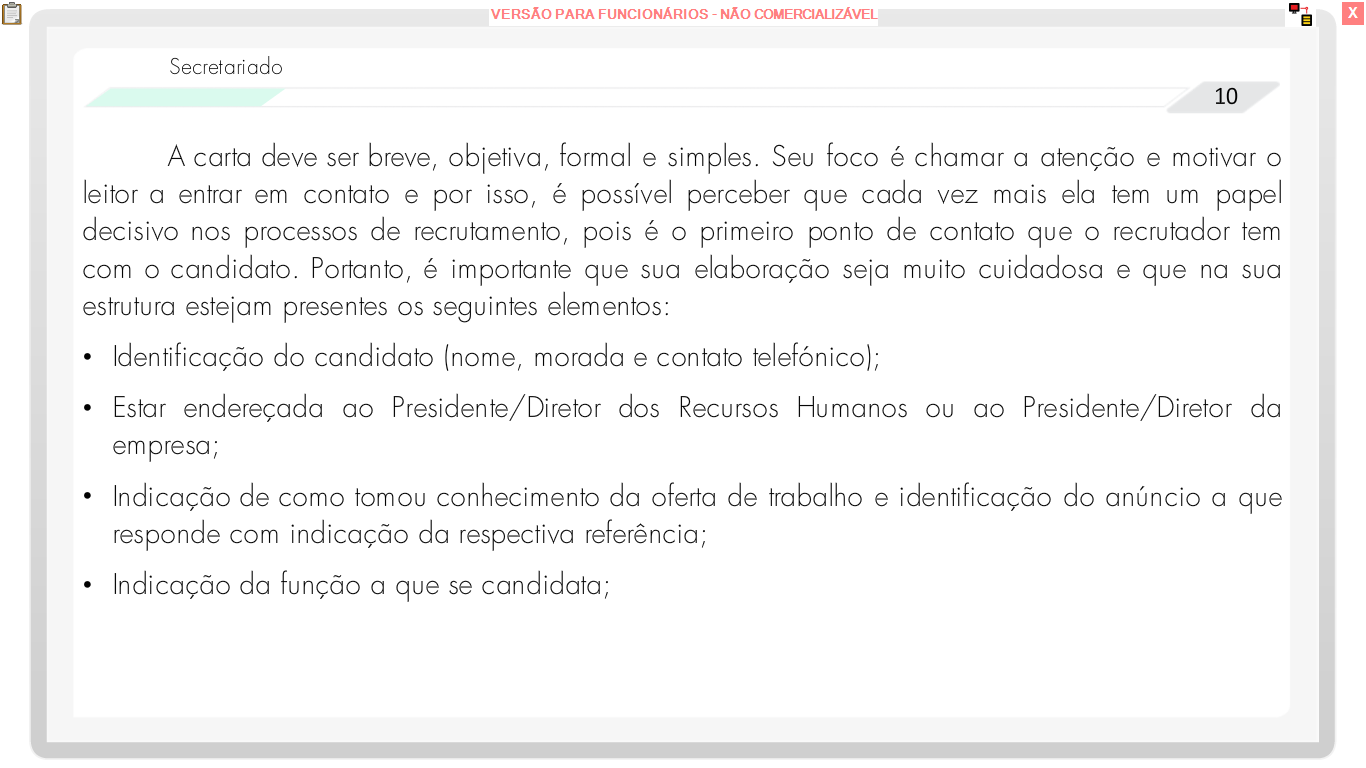 VERSÃO PARA FUNCIONÁRIOS - NÃO COMERCIALIZÁVEL
X
Secretariado
10
A carta deve ser breve, objetiva, formal e simples. Seu foco é chamar a atenção e motivar o
leitor a entrar em contato e por isso, é possível perceber que cada vez mais ela tem um papel
decisivo nos processos de recrutamento, pois é o primeiro ponto de contato que o recrutador tem
com o candidato. Portanto, é importante que sua elaboração seja muito cuidadosa e que na sua
estrutura estejam presentes os seguintes elementos:
• Identificação do candidato (nome, morada e contato telefónico);
• Estar endereçada ao Presidente/Diretor dos Recursos Humanos ou ao Presidente/Diretor da
empresa;
• Indicação de como tomou conhecimento da oferta de trabalho e identificação do anúncio a que
responde com indicação da respectiva referência;
• Indicação da função a que se candidata;